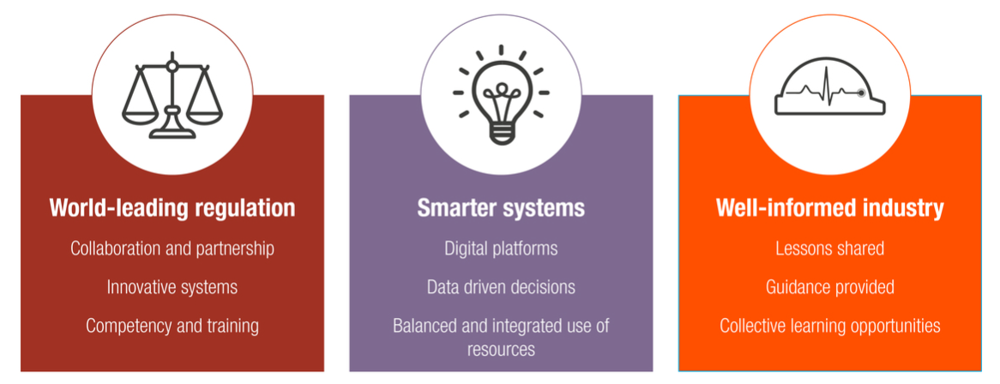 World-leading regulation
Collaboration and partnership
Innovative systems
Competency and training
Smarter systems
Digital platforms
Data driven decisions
Balanced and integrated use of
resources
Well-informed industry
Lessons shared
Guidance provided
Collective learning opportunities